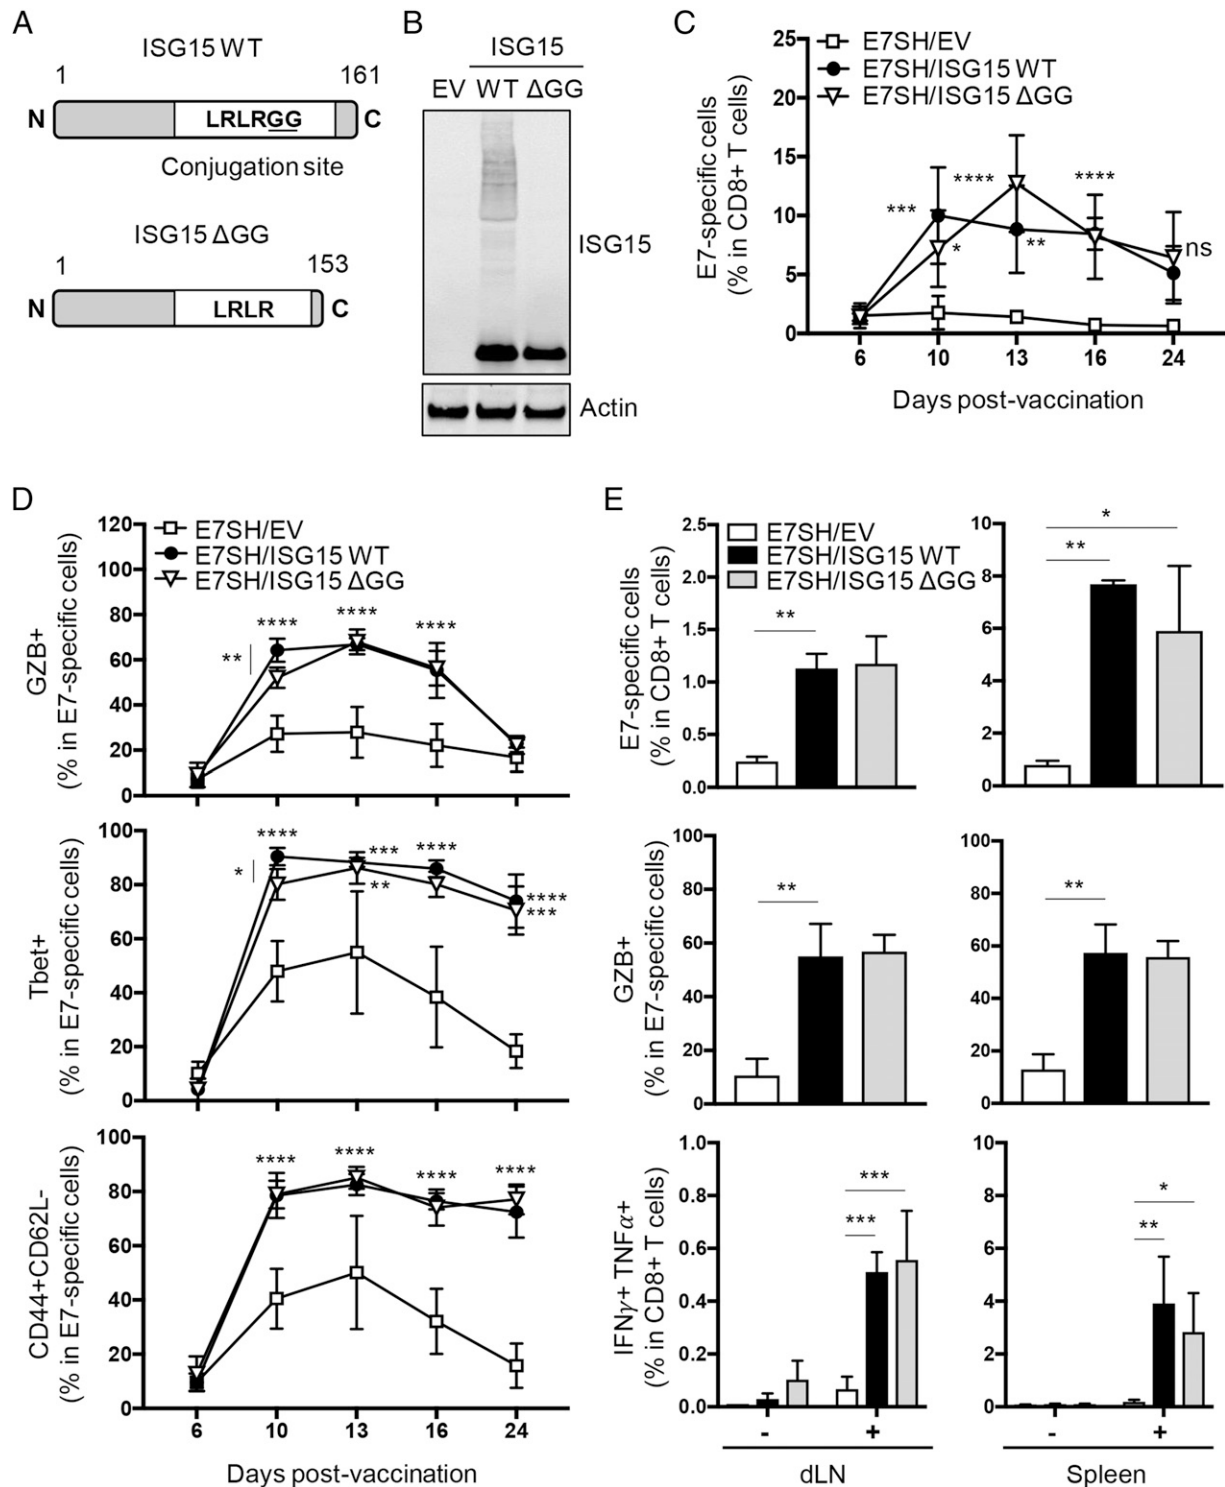 A
ISG15 WT
1 161
N LRLRGG C
Conjugation site
ISG15 ΔGG
1 153
N LRLR C
B
ISG15
EV WT ΔGG
ISG15
Actin
C
E7SH/EV
E7SH/ISG15 WT
E7SH/ISG15 ΔGG
E7-specific cells
(% in CD8+ T cells)
25
20
15
10
5
0
***
****
*
**
****
ns
6 10 13 16 24
Days post-vaccination
D
E7SH/EV
E7SH/ISG15 WT
E7SH/ISG15 ΔGG
GZB+
(% in E7-specific cells)
120
100
80
60
40
20
0
**
**** **** ****
Tbet+
(% in E7-specific cells)
100
80
60
40
20
0
*
**** *** ****
**
****
***
CD44+CD62L-
(% in E7-specific cells)
100
80
60
40
20
0
**** **** **** ****
6 10 13 16 24
Days post-vaccination
E
E7SH/EV
E7SH/ISG15 WT
E7SH/ISG15 ΔGG
E7-specific cells
(% in CD8+ T cells)
2.5
2.0
1.5
1.0
0.5
0.0
**
10
8
6
4
2
0
*
**
GZB+
(% in E7-specific cells)
100
80
60
40
20
0
**
100
80
60
40
20
0
**
IFNγ+ TNFα+
(% in CD8+ T cells)
1.0
0.8
0.6
0.4
0.2
0.0
***
***
- +
dLN
10
8
6
4
2
0
*
**
- +
Spleen